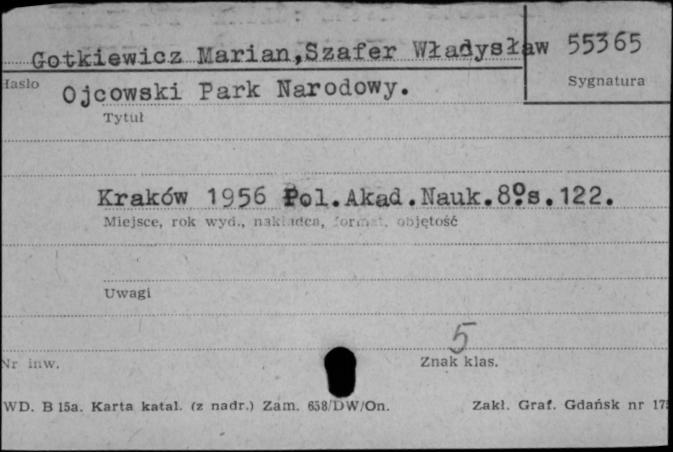 Gotkiewicz Marian,Szafer Władysław 55365
Hasło Sygnatura
Ojcowski Park Narodowy.
Tytuł
Kraków 1956 Pol.Akad.Nauk.8º s.122.
Miejsce, rok wyd., nakładca, format, objętość
Uwagi
5
Nr inw. Znak klas.
WD. B 15a. Karta katal. (z nadr.) Zam. 658/DW/On. Zakł. Graf. Gdańsk nr